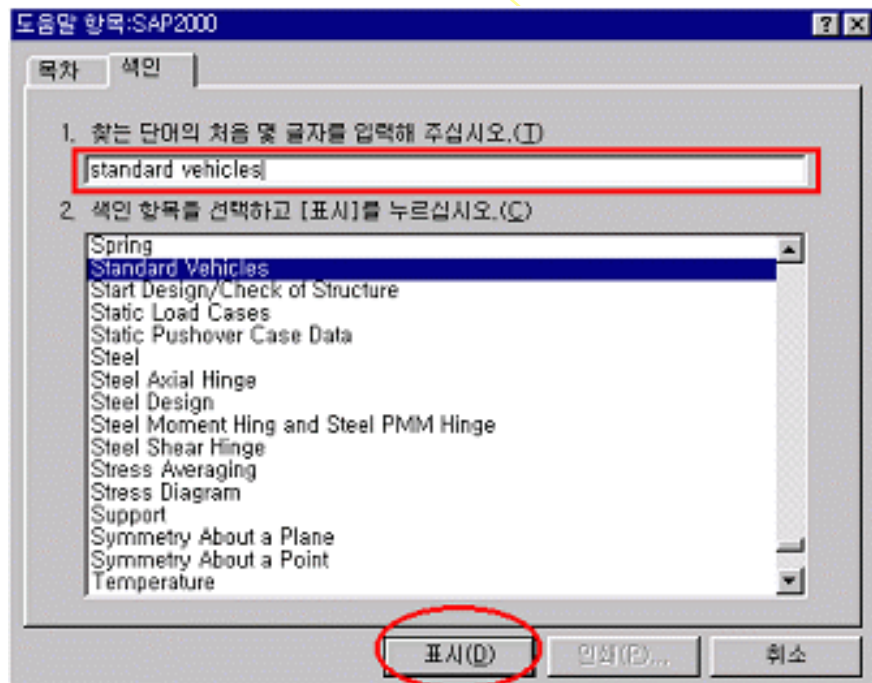 도움말 항목:SAP2000
목차 색인
1. 찾는 단어의 처음 몇 글자를 입력해 주십시오.(T)
standard vehicles
2. 색인 항목을 선택하고 [표시]를 누르십시오.(C)
Spring
Standard Vehicles
Start Design/Check of Structure
Static Load Cases
Static Pushover Case Data
Steel
Steel Axial Hinge
Steel Design
Steel Moment Hing and Steel PMM Hinge
Steel Shear Hinge
Stress Averaging
Stress Diagram
Support
Symmetry About a Plane
Symmetry About a Point
Temperature
표시(D) 인쇄(P)... 취소